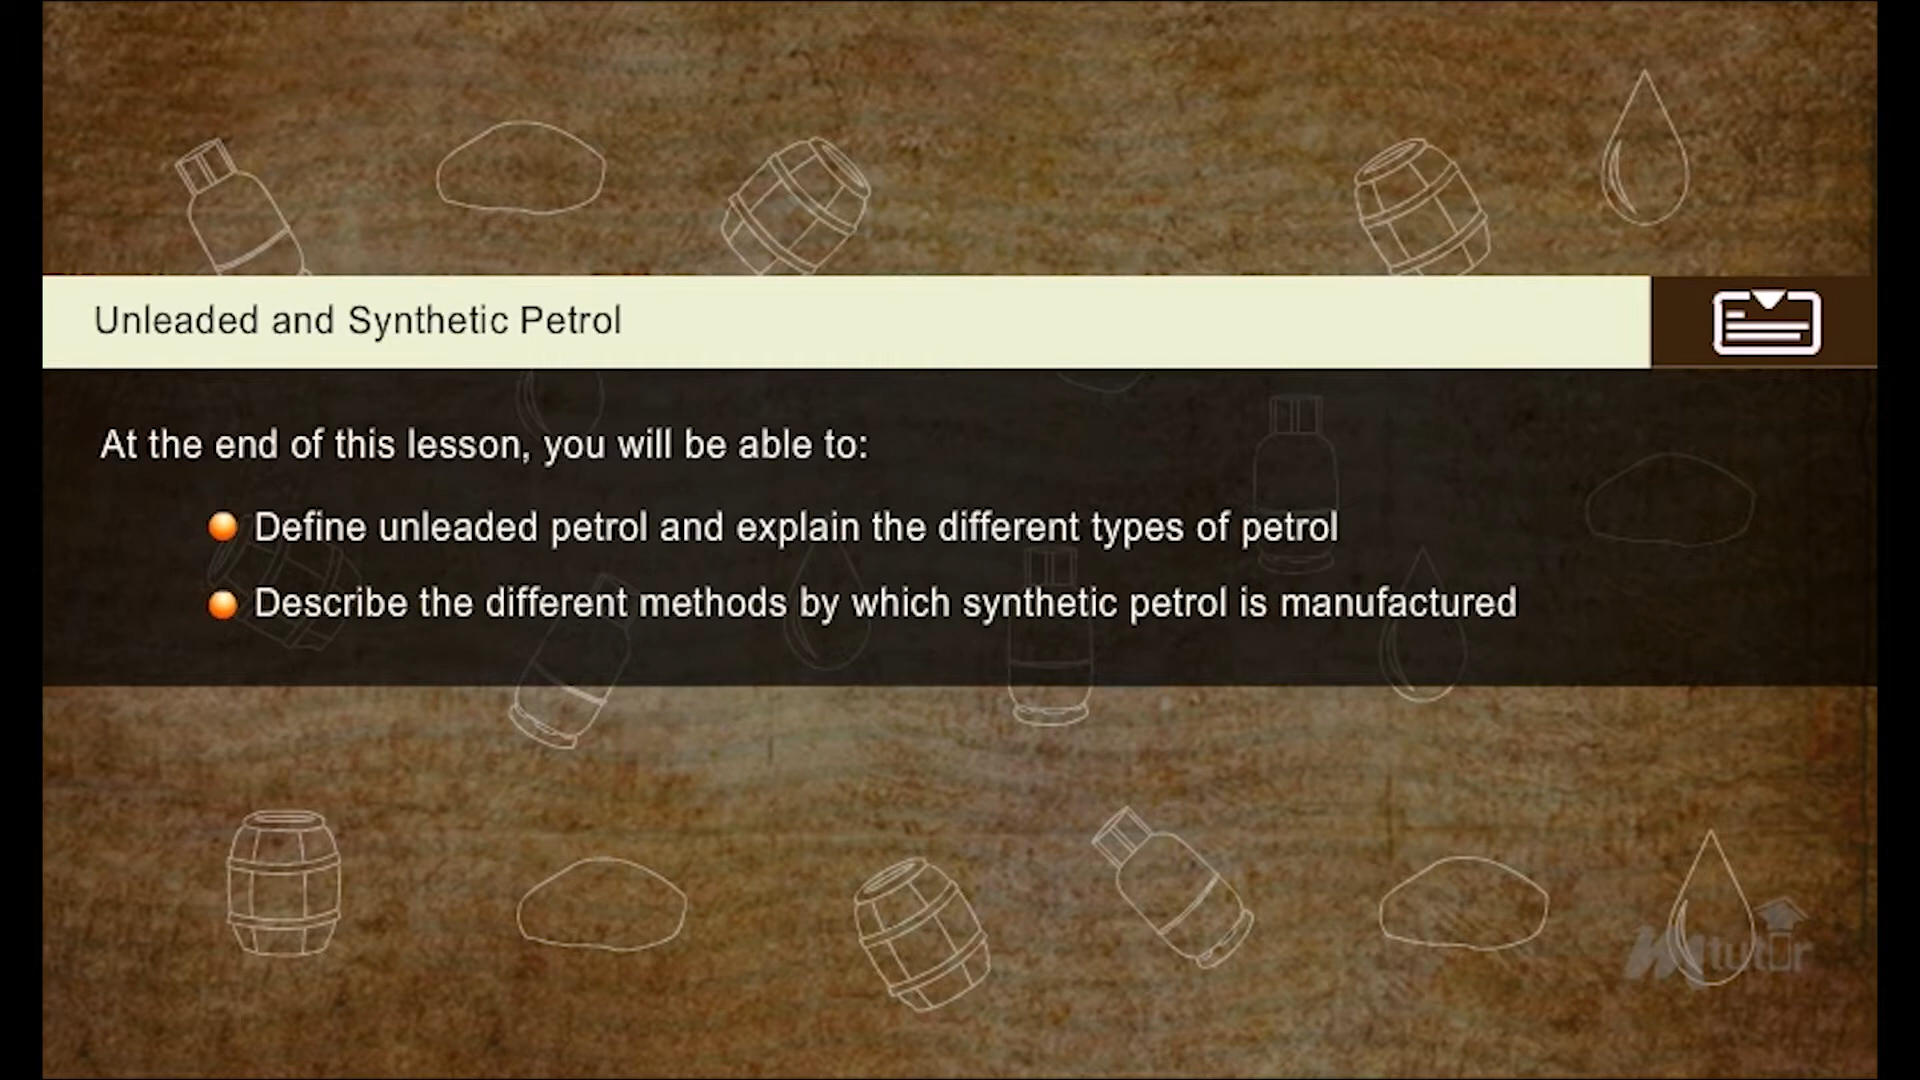 Unleaded and Synthetic Petrol
At the end of this lesson, you will be able to:
Define unleaded petrol and explain the different types of petrol
Describe the different methods by which synthetic petrol is manufactured